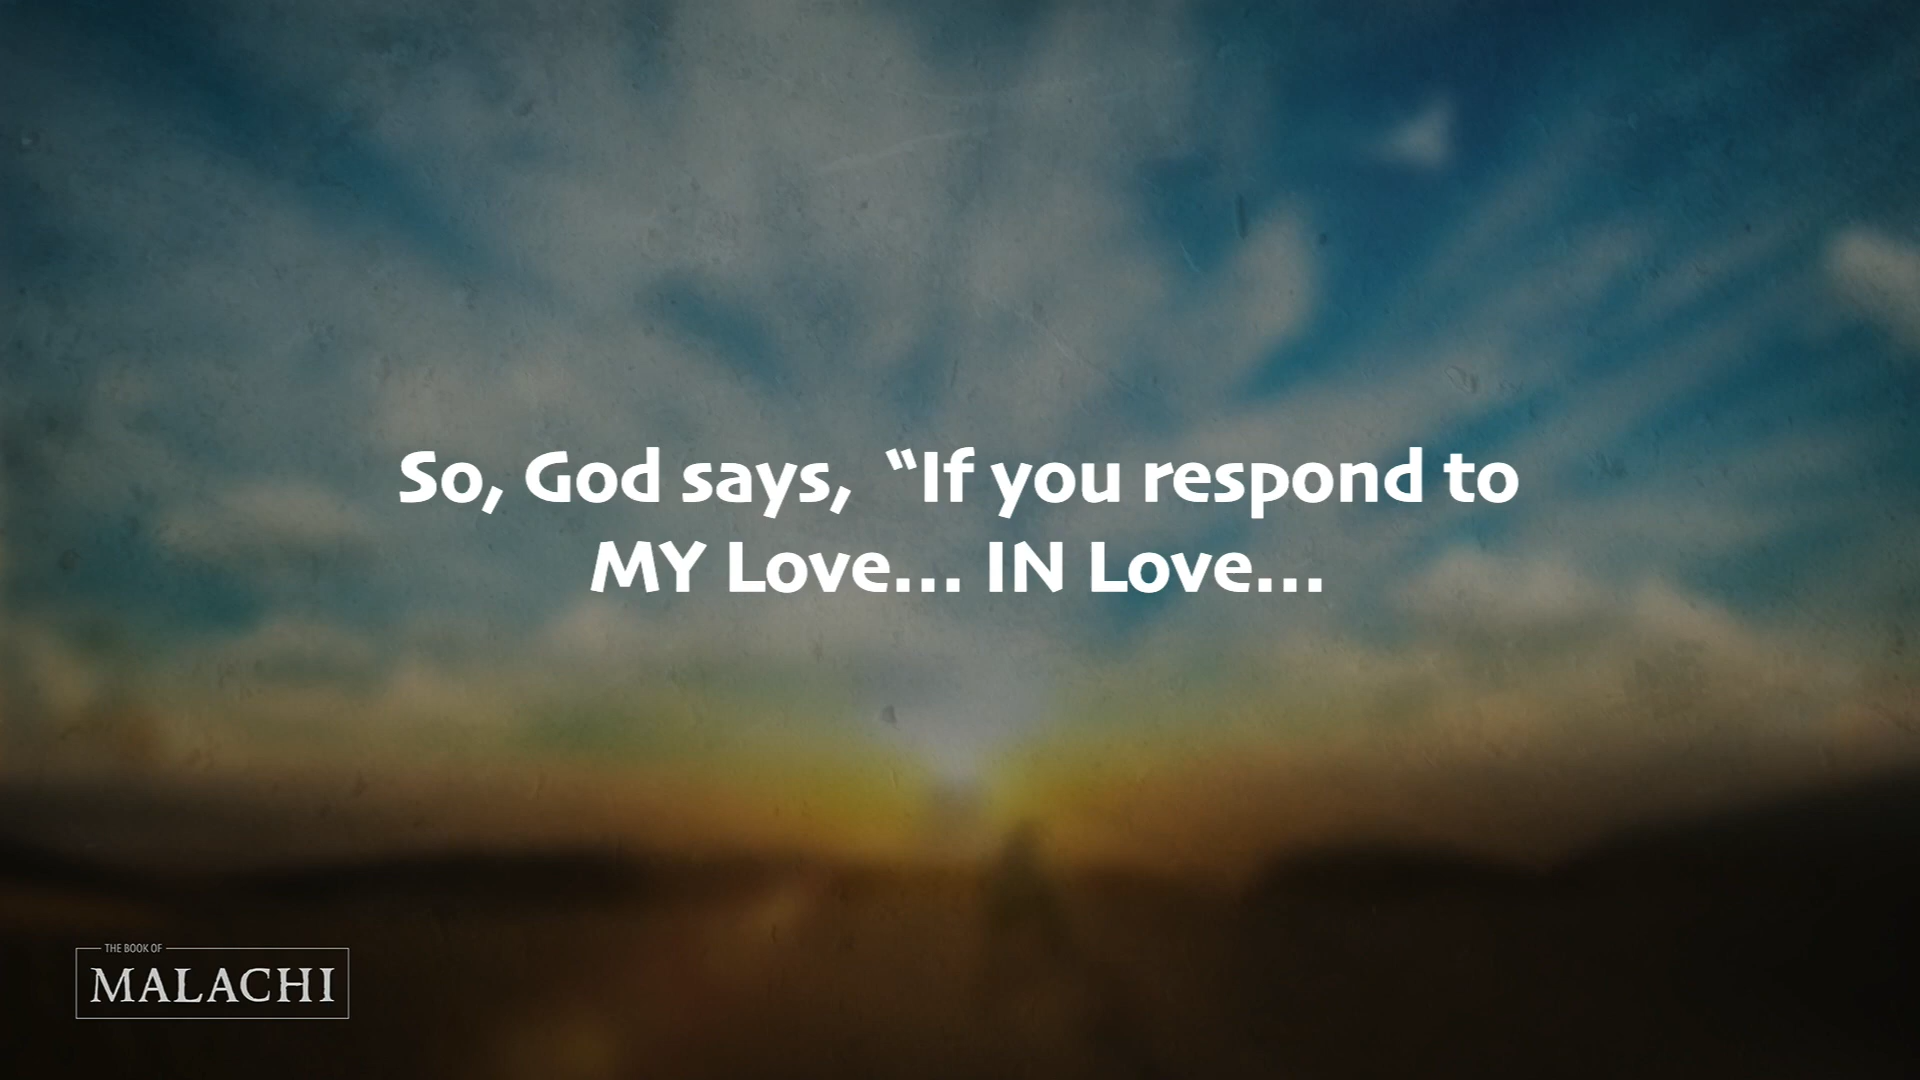 So, God says, “If you respond to
MY Love... IN Love...
THE BOOK OF
MALACHI